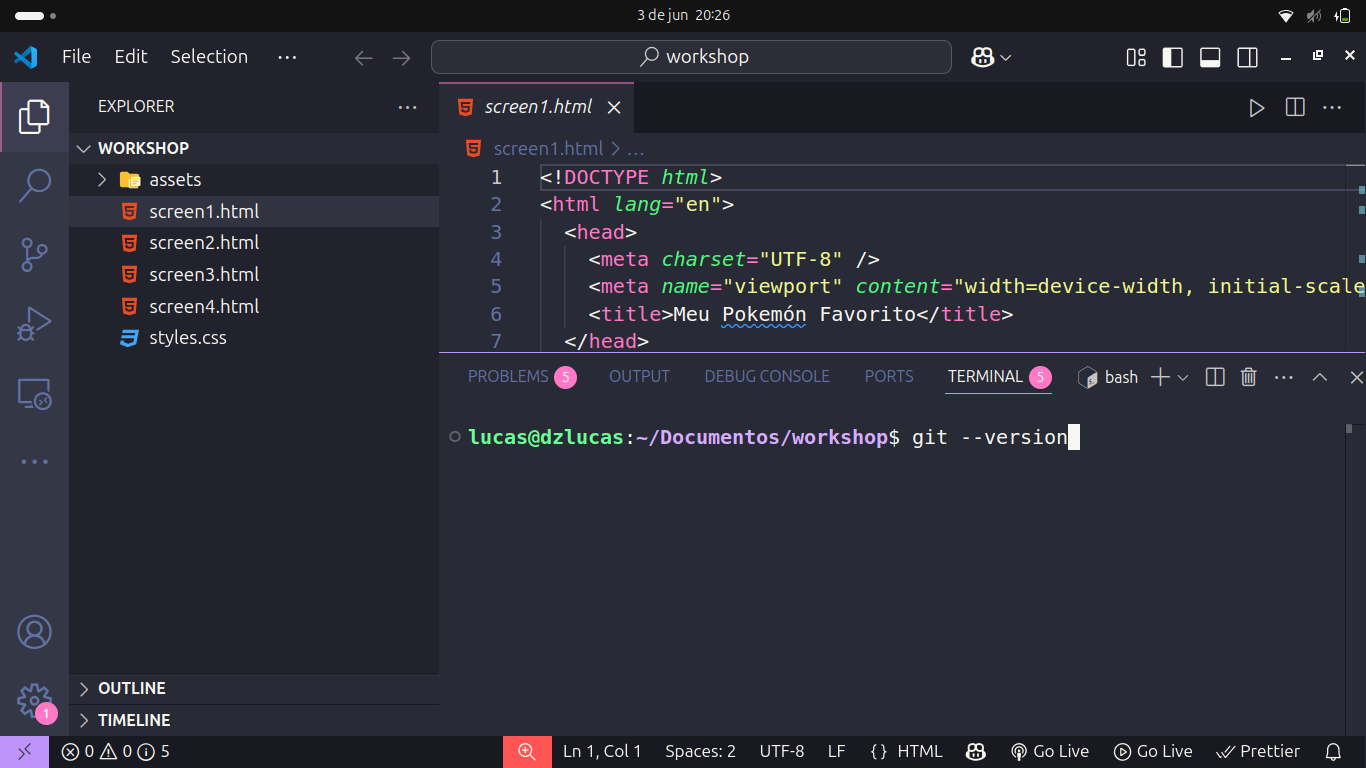 3 de jun 20:26
File Edit Selection ...
workshop
EXPLORER ...
screen1.html
WORKSHOP
screen1.html > ...
assets
screen1.html
screen2.html
screen3.html
screen4.html
styles.css
1 <!DOCTYPE html>
2 <html lang="en">
3 <head>
4 <meta charset="UTF-8" />
5 <meta name="viewport" content="width=device-width, initial-scale
6 <title>Meu Pokemón Favorito</title>
7 </head>
PROBLEMS 5 OUTPUT DEBUG CONSOLE PORTS TERMINAL 5 bash
lucas@dzlucas:~/Documentos/workshop$ git --version
OUTLINE
TIMELINE
1
0 0 5 Ln 1, Col 1 Spaces: 2 UTF-8 LF {} HTML Go Live Go Live Prettier